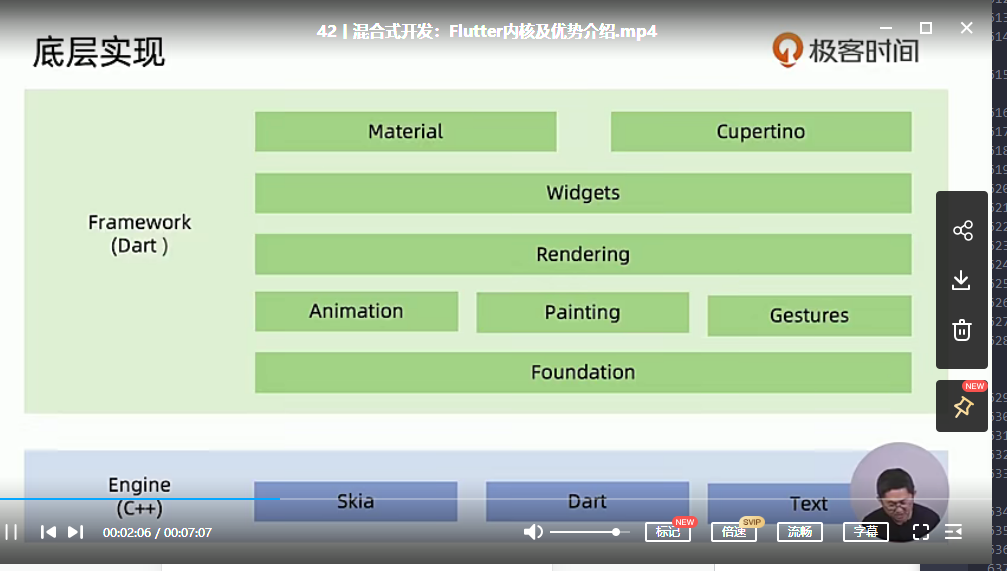 42丨混合式开发：Flutter内核及优势介绍.mp4
底层实现
极客时间
Material
Cupertino
Widgets
Framework
(Dart )
Rendering
Animation
Painting
Gestures
Foundation
NEW
Engine
(C++)
Skia
Dart
Text
00:02:06 / 00:07:07
标记
NEW
倍速
SVIP
流畅
字幕